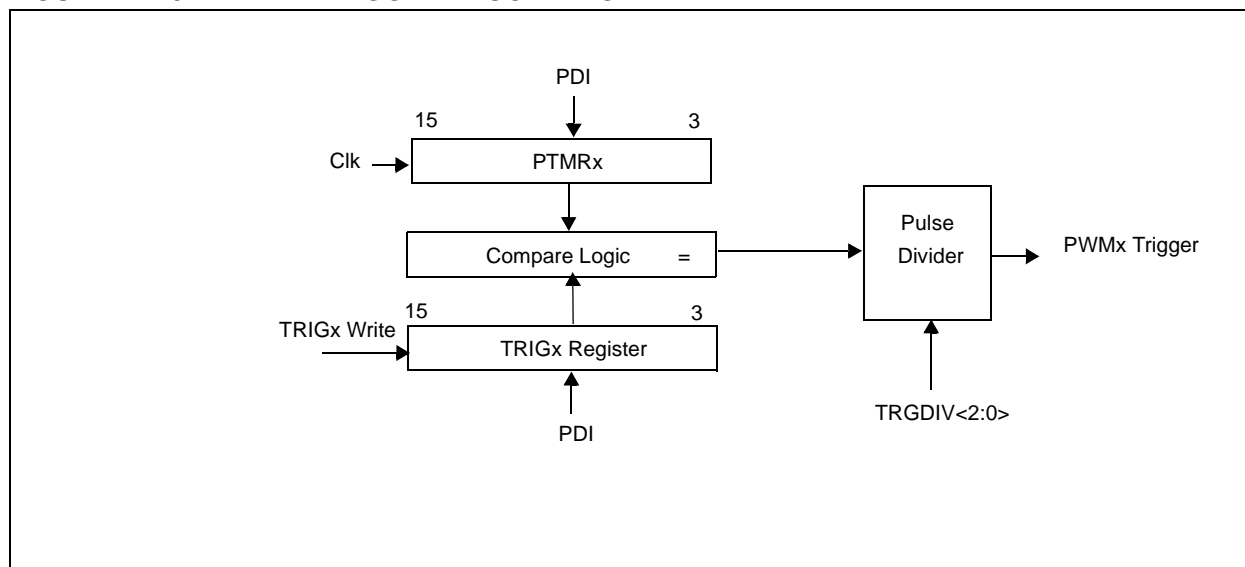 PDI
15 3
Clk
PTMRx
Compare Logic =
Pulse
Divider
PWMx Trigger
15 3
TRIGx Write
TRIGx Register
TRGDIV<2:0>
PDI